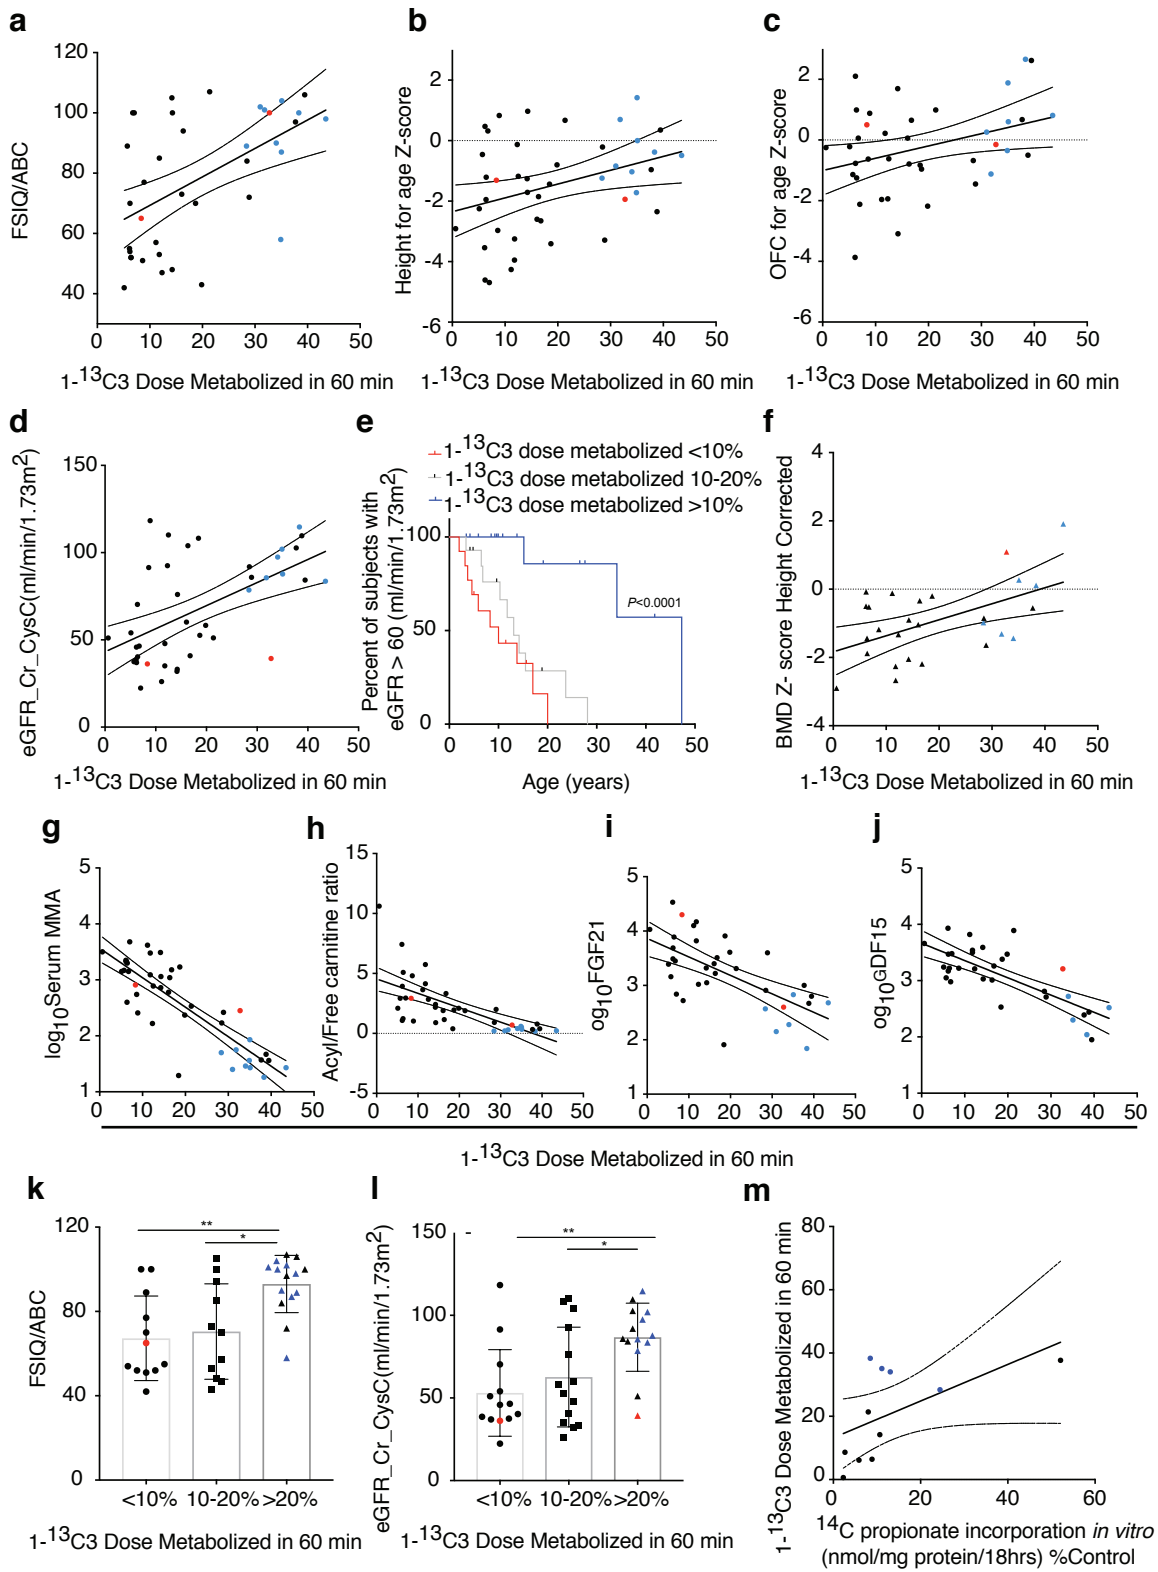 a
120
100
80
60
40
0 10 20 30 40 50
FSIQ/ABC
1-13C3 Dose Metabolized in 60 min
b
2
0
-2
-4
-6
0 10 20 30 40 50
Height for age Z-score
1-13C3 Dose Metabolized in 60 min
c
2
0
-2
-4
-6
0 10 20 30 40 50
OFC for age Z-score
1-13C3 Dose Metabolized in 60 min
d
150
100
50
0
0 10 20 30 40 50
eGFR_Cr_CysC(ml/min/1.73m2)
1-13C3 Dose Metabolized in 60 min
e
1-13C3 dose metabolized <10%
1-13C3 dose metabolized 10-20%
1-13C3 dose metabolized >10%
100
50
0
P<0.0001
0 10 20 30 40 50
Percent of subjects with
eGFR > 60 (ml/min/1.73m2)
Age (years)
f
4
2
0
-2
-4
0 10 20 30 40 50
BMD Z- score Height Corrected
1-13C3 Dose Metabolized in 60 min
g
5
4
3
2
1
0 10 20 30 40 50
log10Serum MMA
h
15
10
5
0
-5
0 10 20 30 40 50
Acyl/Free carnitine ratio
i
5
4
3
2
1
0 10 20 30 40 50
og10FGF21
j
5
4
3
2
1
0 10 20 30 40 50
og10GDF15
1-13C3 Dose Metabolized in 60 min
k
120
80
40
0
**
*
<10% 10-20% >20%
FSIQ/ABC
1-13C3 Dose Metabolized in 60 min
l
150
100
50
0
**
*
<10% 10-20% >20%
eGFR_Cr_CysC(ml/min/1.73m2)
1-13C3 Dose Metabolized in 60 min
m
80
60
40
20
0
0 20 40 60
1-13C3 Dose Metabolized in 60 min
14C propionate incorporation in vitro
(nmol/mg protein/18hrs) %Control